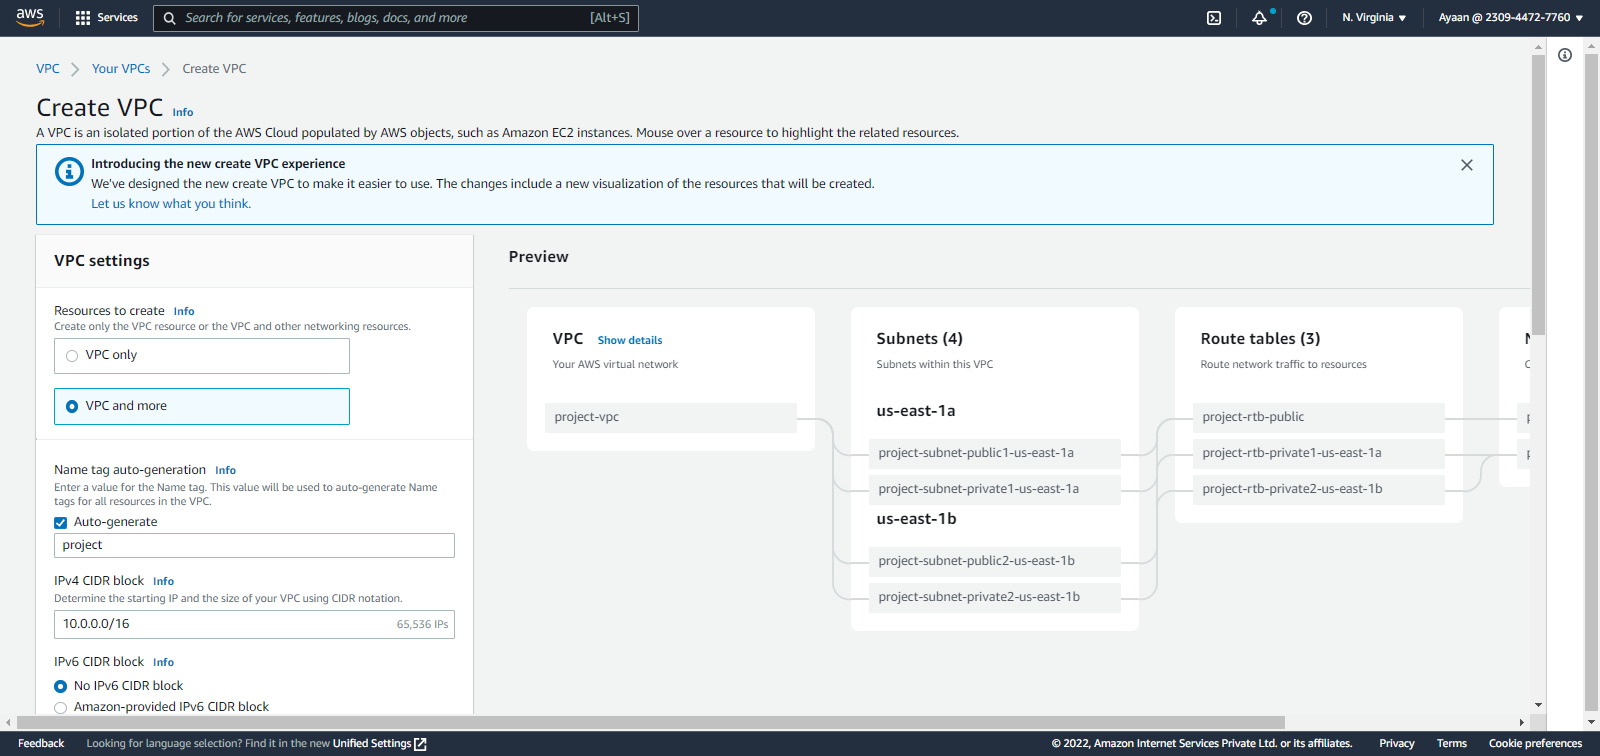 aws
Services
Search for services, features, blogs, docs, and more
[Alt+S]
N. Virginia
Ayaan @ 2309-4472-7760
VPC
Your VPCs
Create VPC
Create VPC Info
A VPC is an isolated portion of the AWS Cloud populated by AWS objects, such as Amazon EC2 instances. Mouse over a resource to highlight the related resources.
Introducing the new create VPC experience
We've designed the new create VPC to make it easier to use. The changes include a new visualization of the resources that will be created.
Let us know what you think.
VPC settings
Resources to create Info
Create only the VPC resource or the VPC and other networking resources.
VPC only
VPC and more
Name tag auto-generation Info
Enter a value for the Name tag. This value will be used to auto-generate Name
tags for all resources in the VPC.
Auto-generate
project
IPv4 CIDR block Info
Determine the starting IP and the size of your VPC using CIDR notation.
10.0.0.0/16
65,536 IPs
IPv6 CIDR block Info
No IPv6 CIDR block
Amazon-provided IPv6 CIDR block
Preview
VPC Show details
Your AWS virtual network
project-vpc
Subnets (4)
Subnets within this VPC
us-east-1a
project-subnet-public1-us-east-1a
project-subnet-private1-us-east-1a
us-east-1b
project-subnet-public2-us-east-1b
project-subnet-private2-us-east-1b
Route tables (3)
Route network traffic to resources
project-rtb-public
project-rtb-private1-us-east-1a
project-rtb-private2-us-east-1b
Feedback
Looking for language selection? Find it in the new Unified Settings
© 2022, Amazon Internet Services Private Ltd. or its affiliates.
Privacy
Terms
Cookie preferences